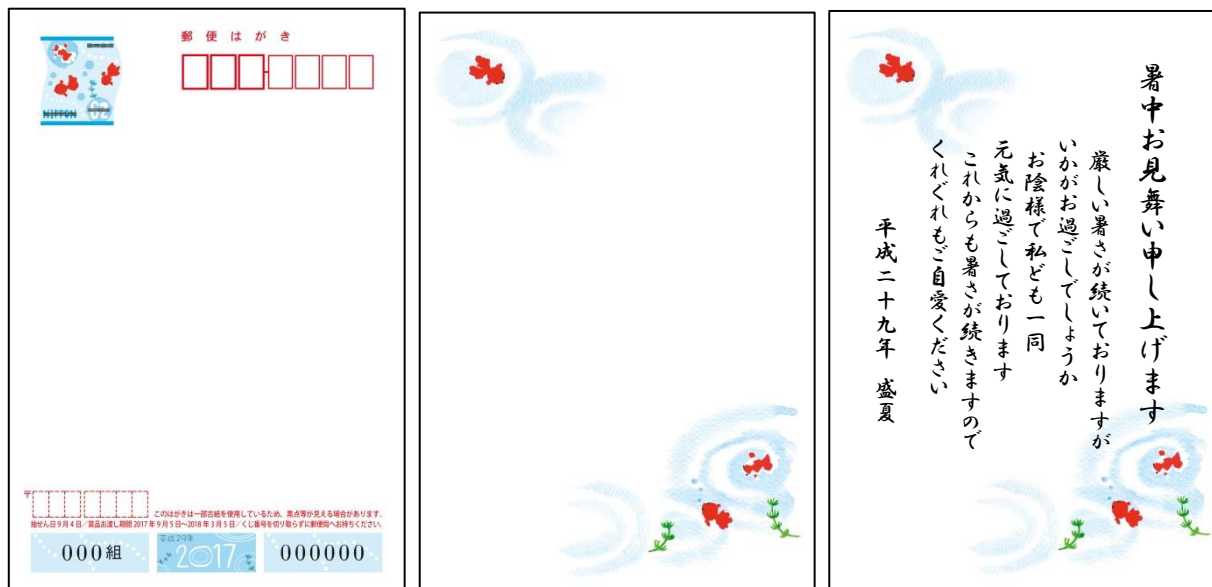 郵便はがき
NIPPON
62
〒
このはがきは一部古紙を使用しているため、黒点等が見える場合があります。
抽せん日9月4日／賞品お渡し期間2017年9月5日～2018年3月5日／くじ番号を切り取らずに郵便局へお持ちください。
000組
平成29年
2017
000000
暑中お見舞い申し上げます
厳しい暑さが続いておりますが
いかがお過ごしでしょうか
お陰様で私ども一同
元気に過ごしております
これからも暑さが続きますので
くれぐれもご自愛ください
平成二十九年 盛夏